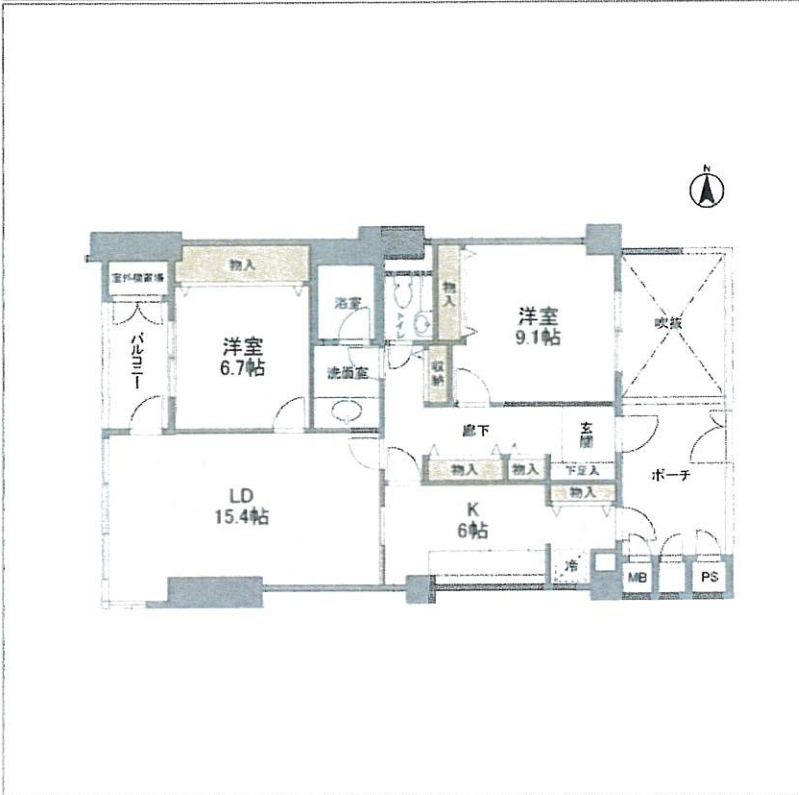 N
室外機置場
物入
浴室
トイレ
物入
洋室
9.1帖
吹抜
バルコニー
洋室
6.7帖
洗面室
収納
廊下
玄関
ポーチ
物入
物入
下足入
LD
15.4帖
K
6帖
物入
冷
MB
PS